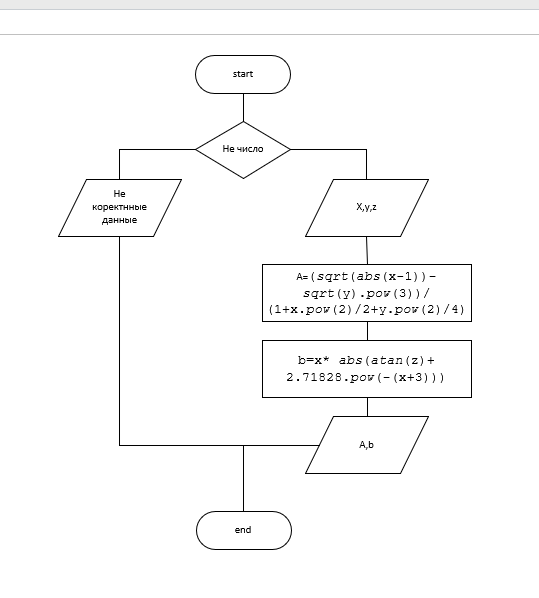 start
Не число
Не
коректнные
данные
X,y,z
A=(sqrt(abs(x-1))-
sqrt(y).pow(3))/
(1+x.pow(2)/2+y.pow(2)/4)
b=x* abs(atan(z)+
2.71828.pow(-(x+3)))
A,b
end